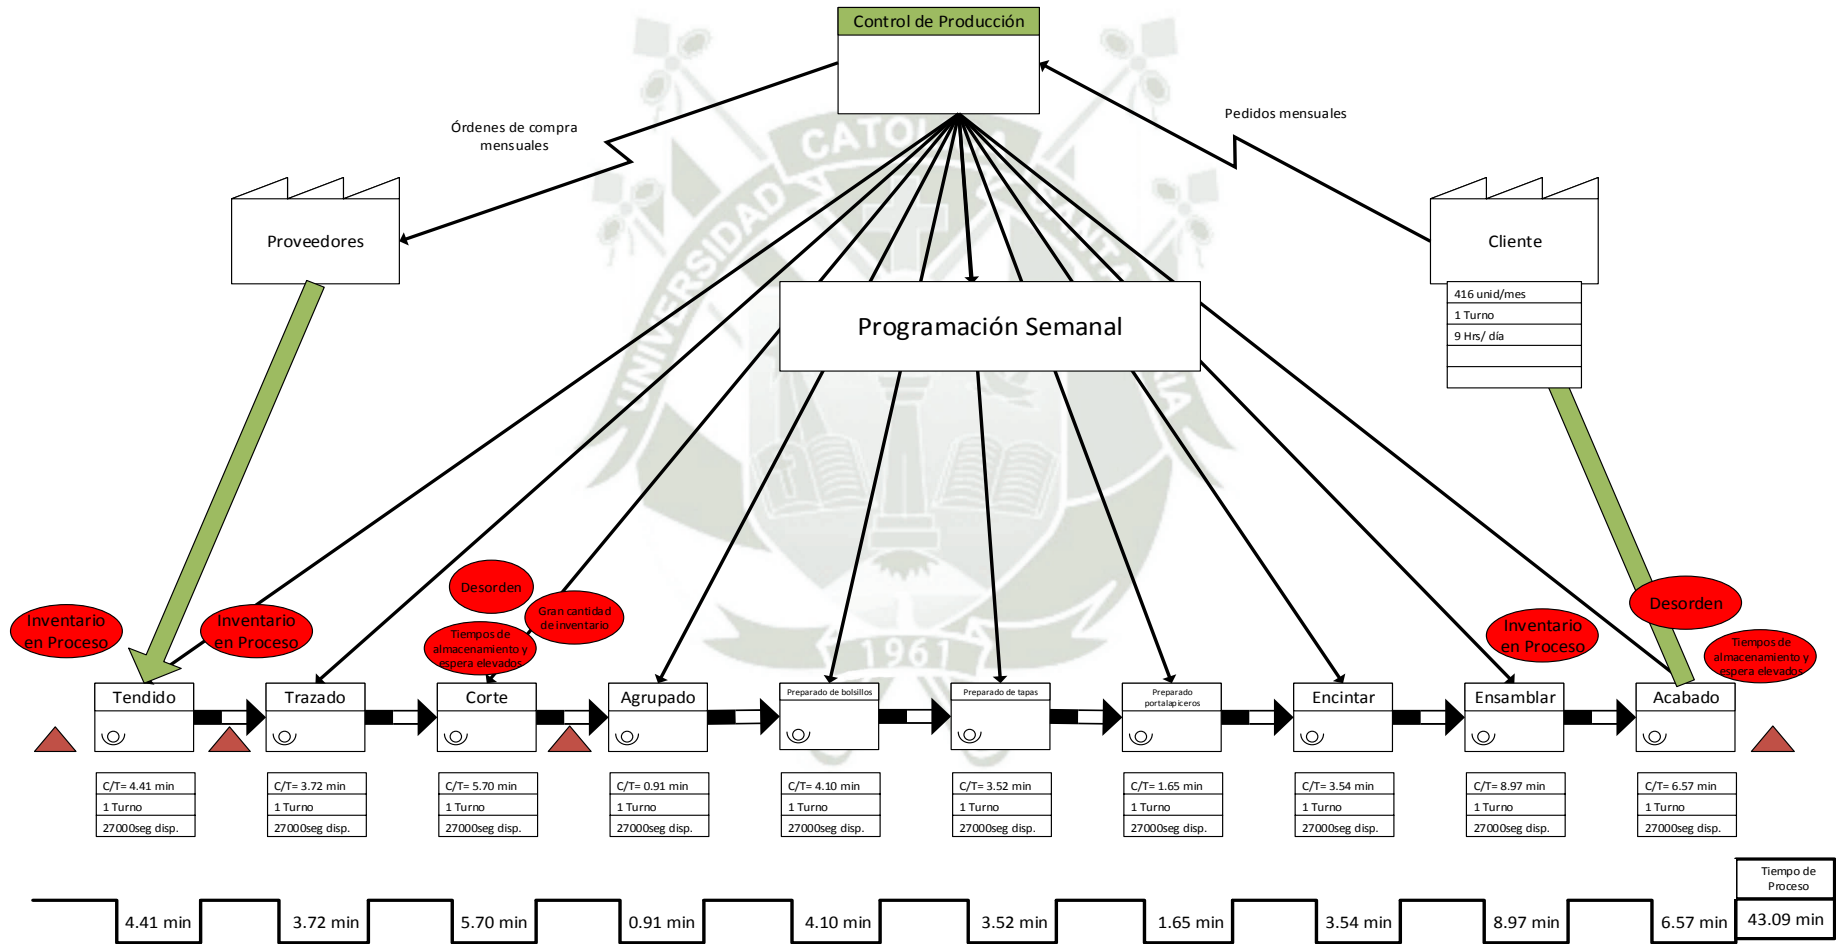 Control de Producción
Órdenes de compra
mensuales
Pedidos mensuales
Proveedores
Cliente
416 unid/mes
1 Turno
9 Hrs/ día
Programación Semanal
UNIVERSIDAD CATOLICA SANTA MARIA
1961
Inventario
en Proceso
Inventario
en Proceso
Desorden
Gran cantidad
de inventario
Tiempos de
almacenamiento y
espera elevados
Inventario
en Proceso
Desorden
Tiempos de
almacenamiento y
espera elevados
Tendido
Trazado
Corte
Agrupado
Preparado de bolsillos
Preparado de tapas
Preparado
portalapiceros
Encintar
Ensamblar
Acabado
C/T= 4.41 min
1 Turno
27000seg disp.
C/T= 3.72 min
1 Turno
27000seg disp.
C/T= 5.70 min
1 Turno
27000seg disp.
C/T= 0.91 min
1 Turno
27000seg disp.
C/T= 4.10 min
1 Turno
27000seg disp.
C/T= 3.52 min
1 Turno
27000seg disp.
C/T= 1.65 min
1 Turno
27000seg disp.
C/T= 3.54 min
1 Turno
27000seg disp.
C/T= 8.97 min
1 Turno
27000seg disp.
C/T= 6.57 min
1 Turno
27000seg disp.
4.41 min
3.72 min
5.70 min
0.91 min
4.10 min
3.52 min
1.65 min
3.54 min
8.97 min
6.57 min
Tiempo de
Proceso
43.09 min